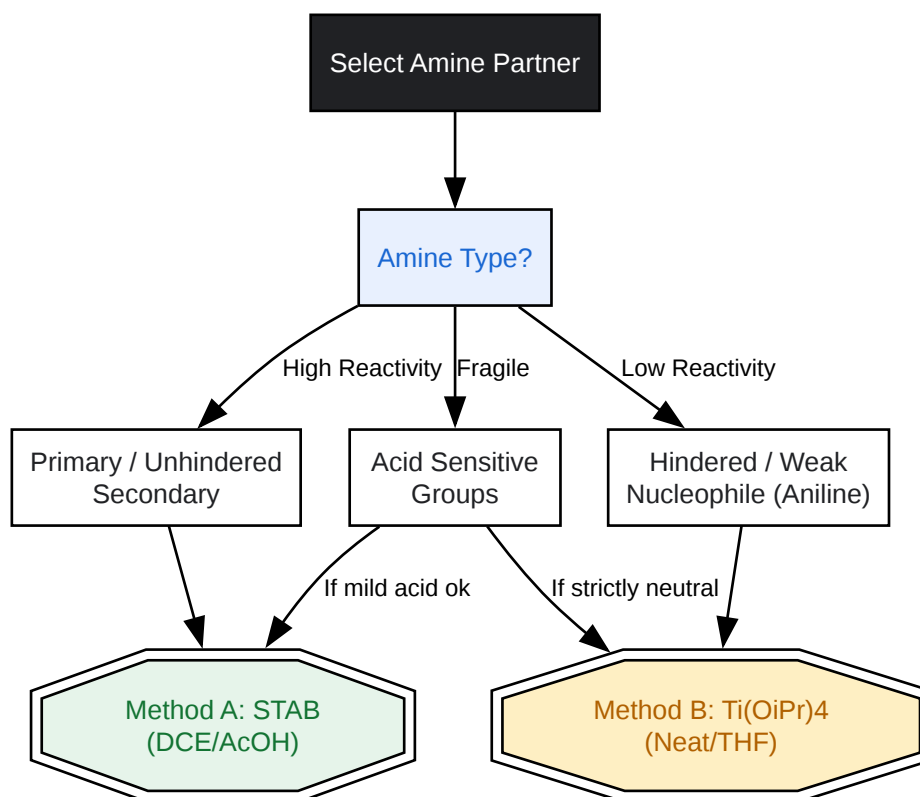 Select Amine Partner
Amine Type?
High Reactivity
Fragile
Low Reactivity
Primary / Unhindered
Secondary
Acid Sensitive
Groups
Hindered / Weak
Nucleophile (Aniline)
If mild acid ok
If strictly neutral
Method A: STAB
(DCE/AcOH)
Method B: Ti(OiPr)4
(Neat/THF)